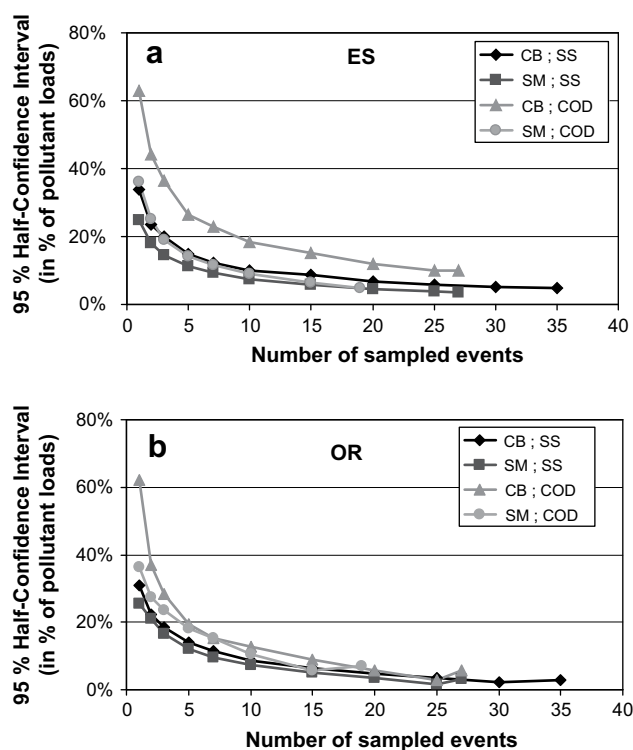 a
ES
CB ; SS
SM ; SS
CB ; COD
SM ; COD
80%
60%
40%
20%
0%
95 % Half-Confidence Interval
(in % of pollutant loads)
0 5 10 15 20 25 30 35 40
Number of sampled events
b
OR
CB ; SS
SM ; SS
CB ; COD
SM ; COD
80%
60%
40%
20%
0%
95 % Half-Confidence Interval
(in % of pollutant loads)
0 5 10 15 20 25 30 35 40
Number of sampled events